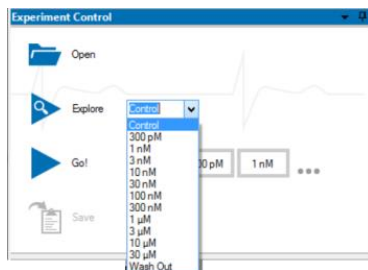 Experiment Control
Open
Explore
Control
Control
300 pM
1 nM
3 nM
10 nM
30 nM
100 nM
300 nM
1 µM
3 µM
10 µM
30 µM
Wash Out
Go!
1 nM
Save